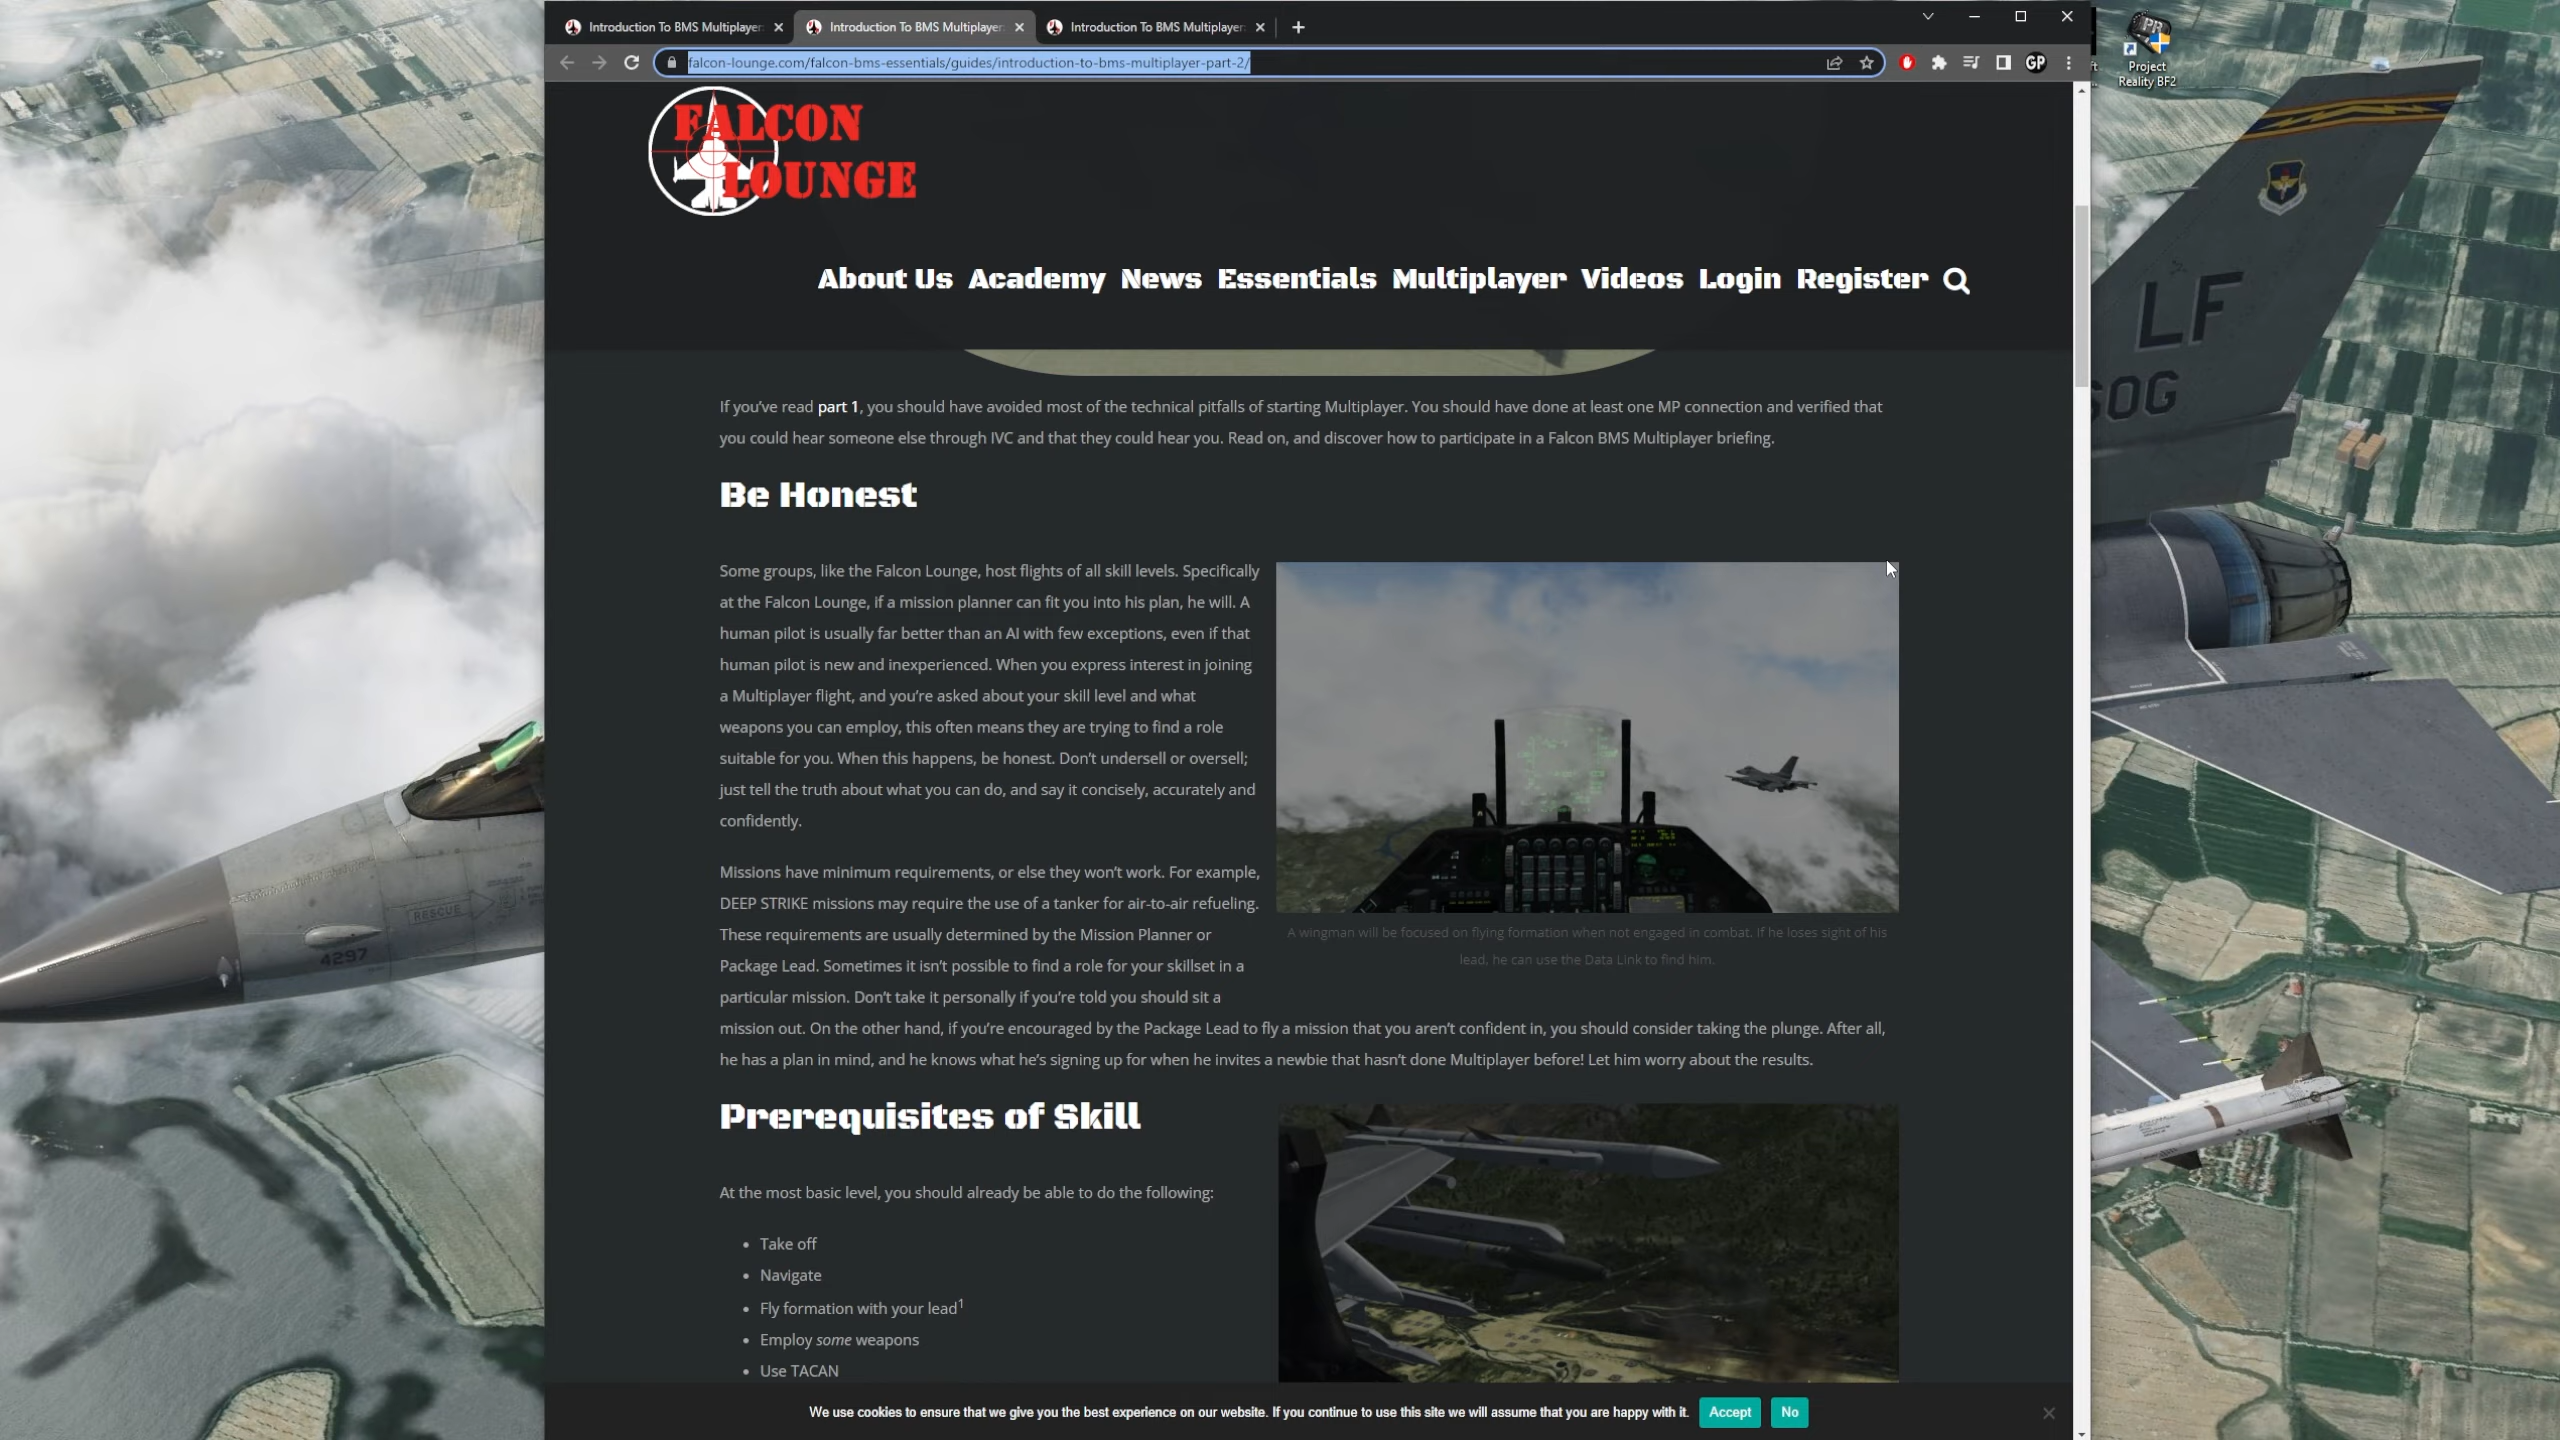 Introduction To BMS Multiplayer
Introduction To BMS Multiplayer
Introduction To BMS Multiplayer
falcon-lounge.com/falcon-bms-essentials/guides/introduction-to-bms-multiplayer-part-2/
GP
Project
Reality BF2
FALCON
LOUNGE
About Us Academy News Essentials Multiplayer Videos Login Register
If you've read part 1, you should have avoided most of the technical pitfalls of starting Multiplayer. You should have done at least one MP connection and verified that
you could hear someone else through IVC and that they could hear you. Read on, and discover how to participate in a Falcon BMS Multiplayer briefing.
Be Honest
Some groups, like the Falcon Lounge, host flights of all skill levels. Specifically
at the Falcon Lounge, if a mission planner can fit you into his plan, he will. A
human pilot is usually far better than an AI with few exceptions, even if that
human pilot is new and inexperienced. When you express interest in joining
a Multiplayer flight, and you're asked about your skill level and what
weapons you can employ, this often means they are trying to find a role
suitable for you. When this happens, be honest. Don't undersell or oversell;
just tell the truth about what you can do, and say it concisely, accurately and
confidently.
A wingman will be focused on flying formation when not engaged in combat. If he loses sight of his
lead, he can use the Data Link to find him.
Missions have minimum requirements, or else they won't work. For example,
DEEP STRIKE missions may require the use of a tanker for air-to-air refueling.
These requirements are usually determined by the Mission Planner or
Package Lead. Sometimes it isn't possible to find a role for your skillset in a
particular mission. Don't take it personally if you're told you should sit a
mission out. On the other hand, if you're encouraged by the Package Lead to fly a mission that you aren't confident in, you should consider taking the plunge. After all,
he has a plan in mind, and he knows what he's signing up for when he invites a newbie that hasn't done Multiplayer before! Let him worry about the results.
Prerequisites of Skill
At the most basic level, you should already be able to do the following:
• Take off
• Navigate
• Fly formation with your lead1
• Employ some weapons
• Use TACAN
We use cookies to ensure that we give you the best experience on our website. If you continue to use this site we will assume that you are happy with it. Accept No
RESCUE
4297
LF